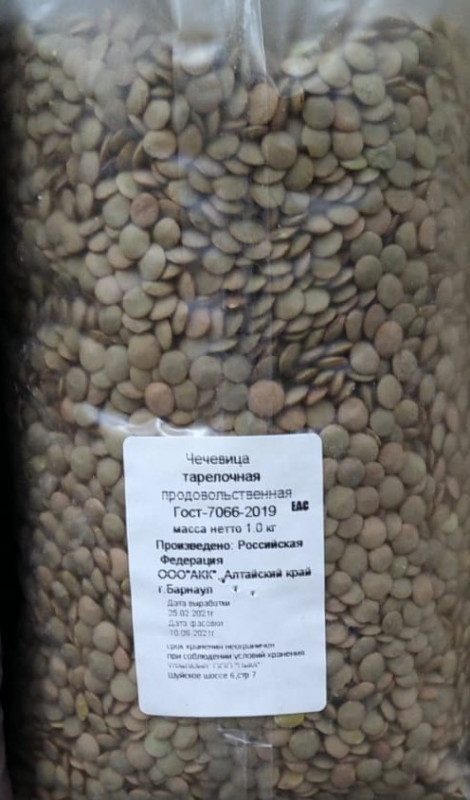 Чечевица
тарелочная
продовольственная
Гост-7066-2019 ЕАС
масса нетто 1.0 кг
Произведено: Российская
Федерация
ООО"АКК" Алтайский край
г.Барнаул
Дата выработки
25.02.2021г
Дата фасовки
10.06.2021г
срок хранения неограничен
при соблюдении условий хранения
ООО
Шуйское шоссе 6,стр 7